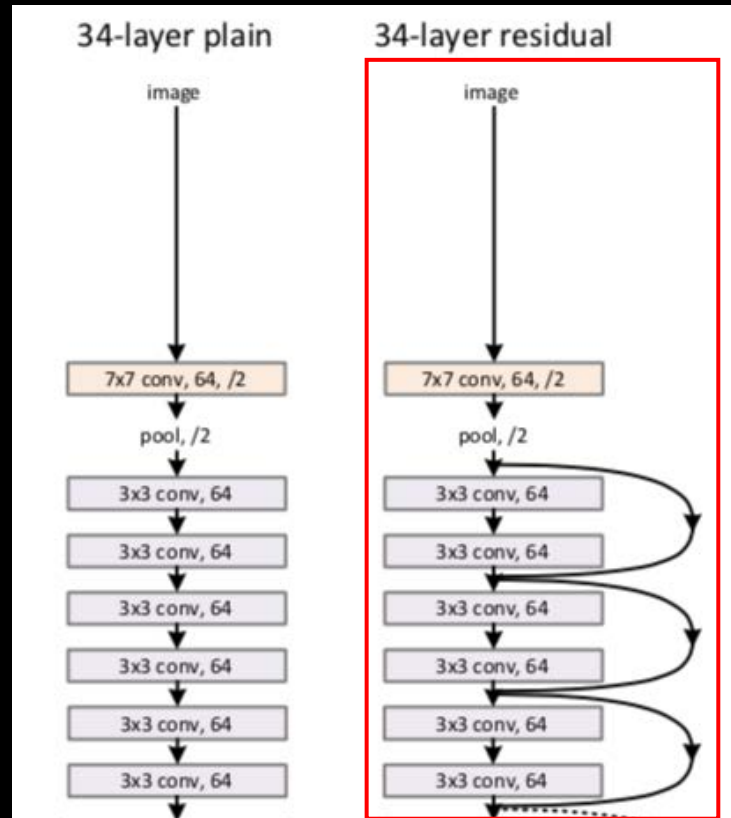 34-layer plain
image
7x7 conv, 64, /2
pool, /2
3x3 conv, 64
3x3 conv, 64
3x3 conv, 64
3x3 conv, 64
3x3 conv, 64
3x3 conv, 64
34-layer residual
image
7x7 conv, 64, /2
pool, /2
3x3 conv, 64
3x3 conv, 64
3x3 conv, 64
3x3 conv, 64
3x3 conv, 64
3x3 conv, 64